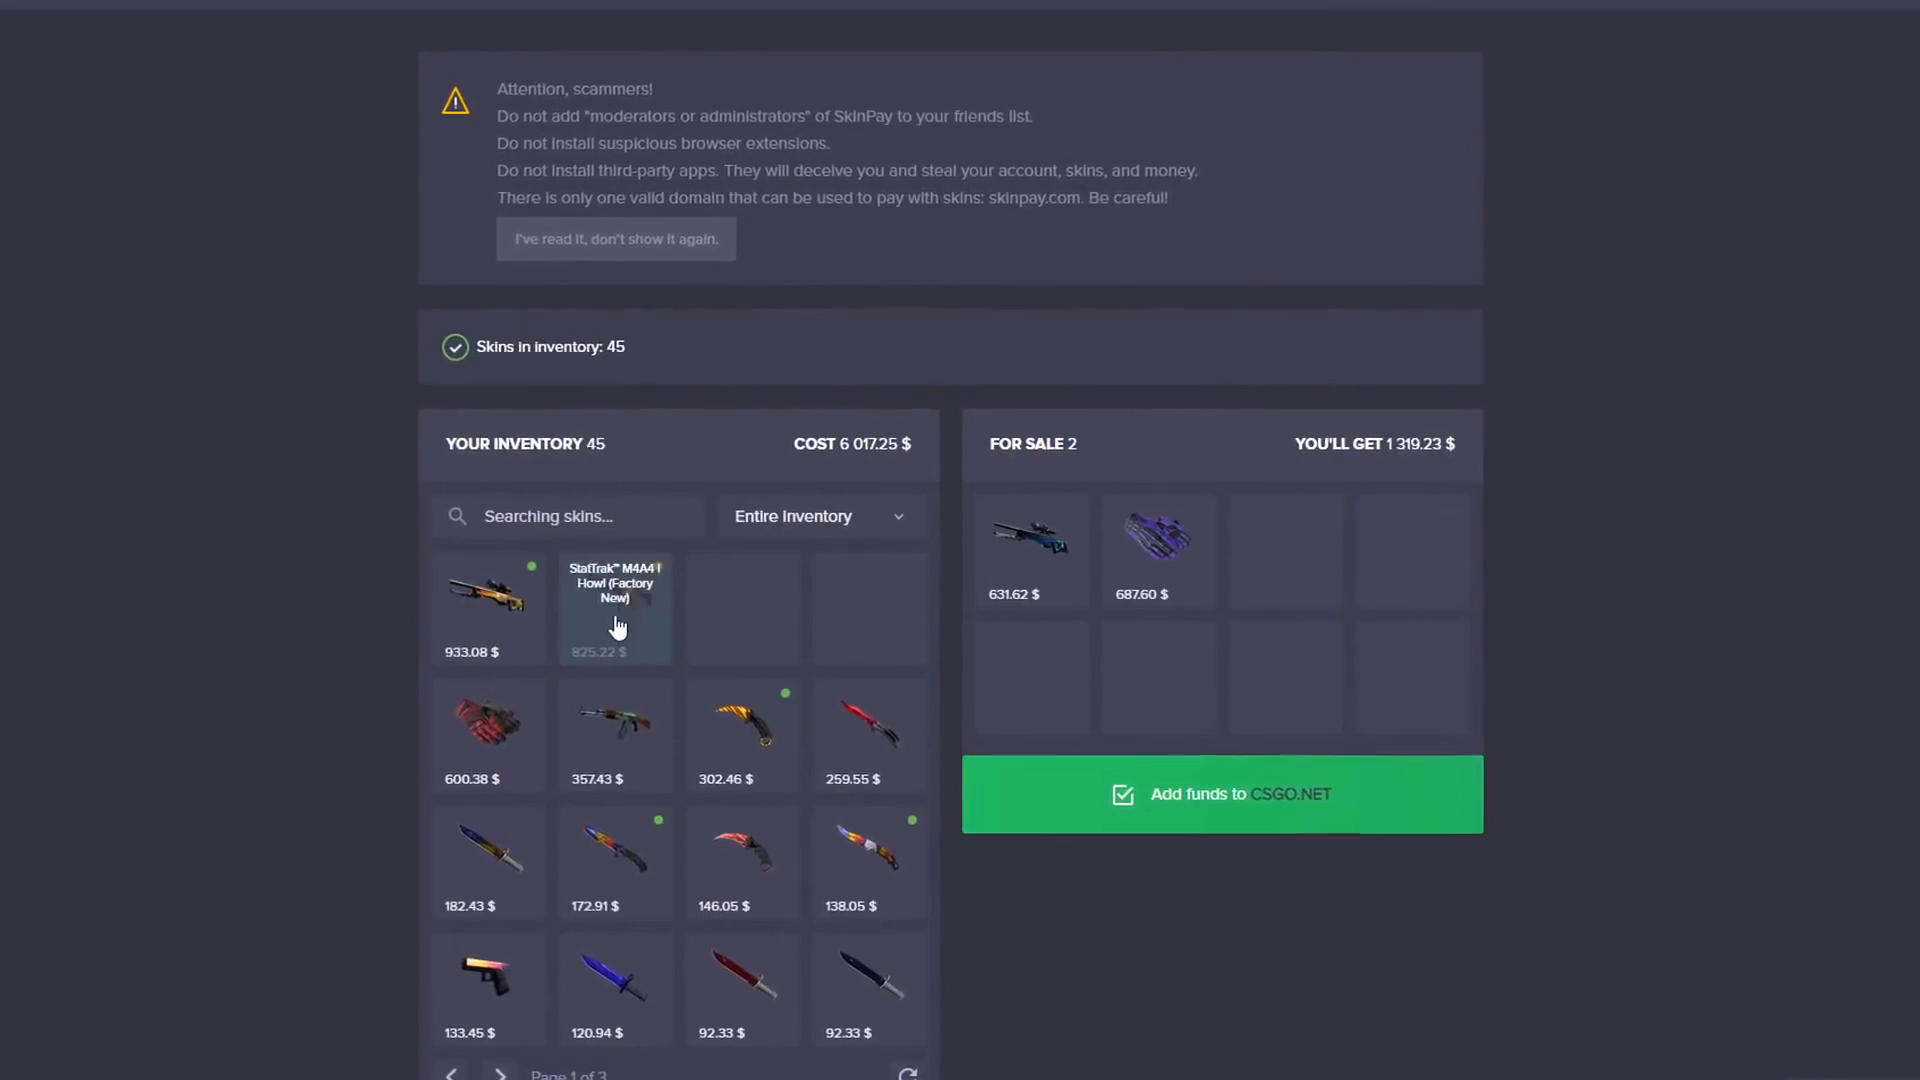 Attention, scammers!
Do not add "moderators or administrators" of SkinPay to your friends list.
Do not install suspicious browser extensions.
Do not install third-party apps. They will deceive you and steal your account, skins, and money.
There is only one valid domain that can be used to pay with skins: skinpay.com. Be careful!
I've read it, don't show it again.
Skins in inventory: 45
YOUR INVENTORY 45
COST 6 017.25 $
Searching skins...
Entire Inventory
StatTrak™ M4A4 |
Howl (Factory
New)
933.08 $
825.22 $
600.38 $
357.43 $
302.46 $
259.55 $
182.43 $
172.91 $
146.05 $
138.05 $
133.45 $
120.94 $
92.33 $
92.33 $
Page 1 of 3
FOR SALE 2
YOU'LL GET 1 319.23 $
631.62 $
687.60 $
Add funds to CSGO.NET